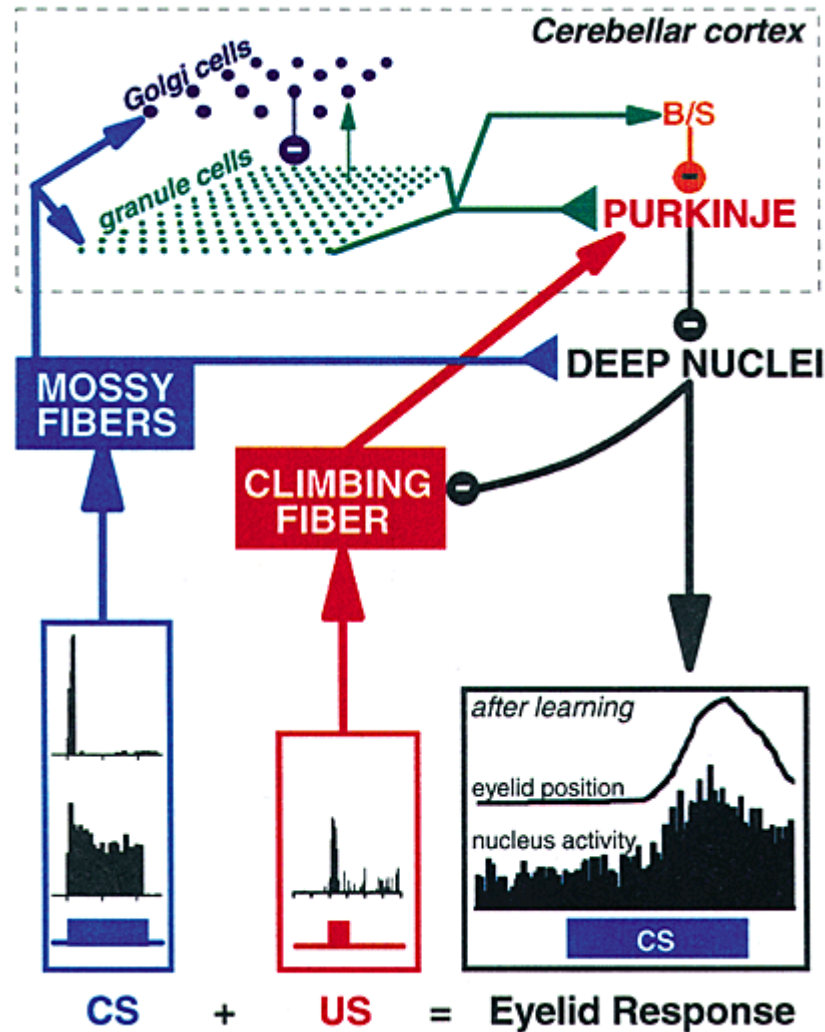 Cerebellar cortex
Golgi cells
granule cells
B/S
-
PURKINJE
-
-
DEEP NUCLEI
MOSSY
FIBERS
CLIMBING
FIBER
-
after learning
eyelid position
nucleus activity
CS
CS + US = Eyelid Response